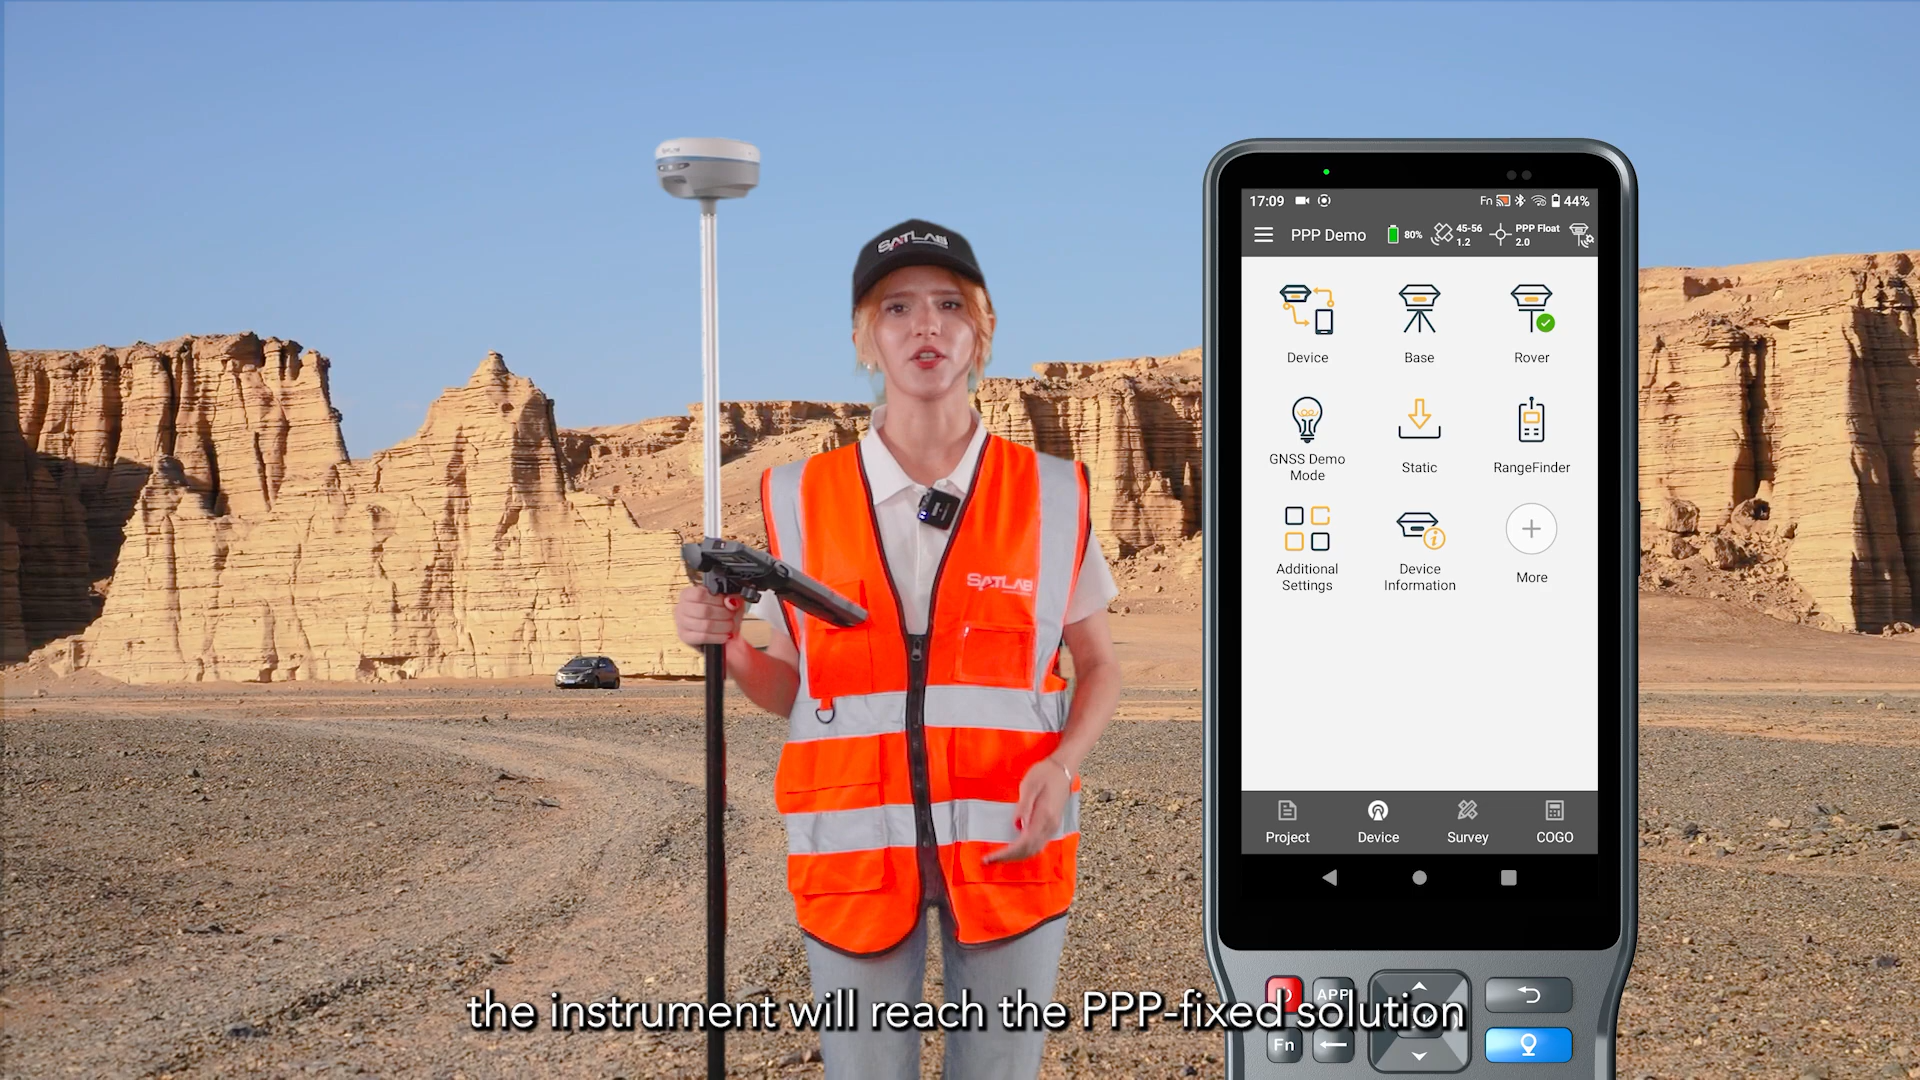 SATLAB
SATLAB
17:09
Fn
44%
PPP Demo
80%
45-56
1.2
PPP Float
2.0
Device
Base
Rover
GNSS Demo
Mode
Static
RangeFinder
Additional
Settings
Device
Information
More
Project
Device
Survey
COGO
APP
Fn
the instrument will reach the PPP-fixed solution